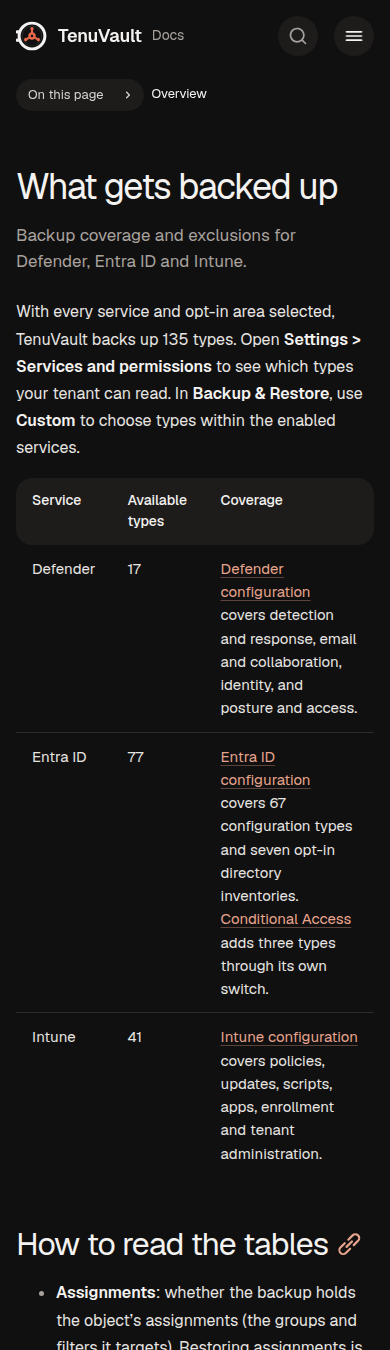 TenuVault Docs
On this page
Overview
What gets backed up
Backup coverage and exclusions for
Defender, Entra ID and Intune.
With every service and opt-in area selected,
TenuVault backs up 135 types. Open Settings >
Services and permissions to see which types
your tenant can read. In Backup & Restore, use
Custom to choose types within the enabled
services.
Service
Available
types
Coverage
Defender
17
Defender
configuration
covers detection
and response, email
and collaboration,
identity, and
posture and access.
Entra ID
77
Entra ID
configuration
covers 67
configuration types
and seven opt-in
directory
inventories.
Conditional Access
adds three types
through its own
switch.
Intune
41
Intune configuration
covers policies,
updates, scripts,
apps, enrollment
and tenant
administration.
How to read the tables
Assignments: whether the backup holds
the object's assignments (the groups and
filters it targets). Restoring assignments is